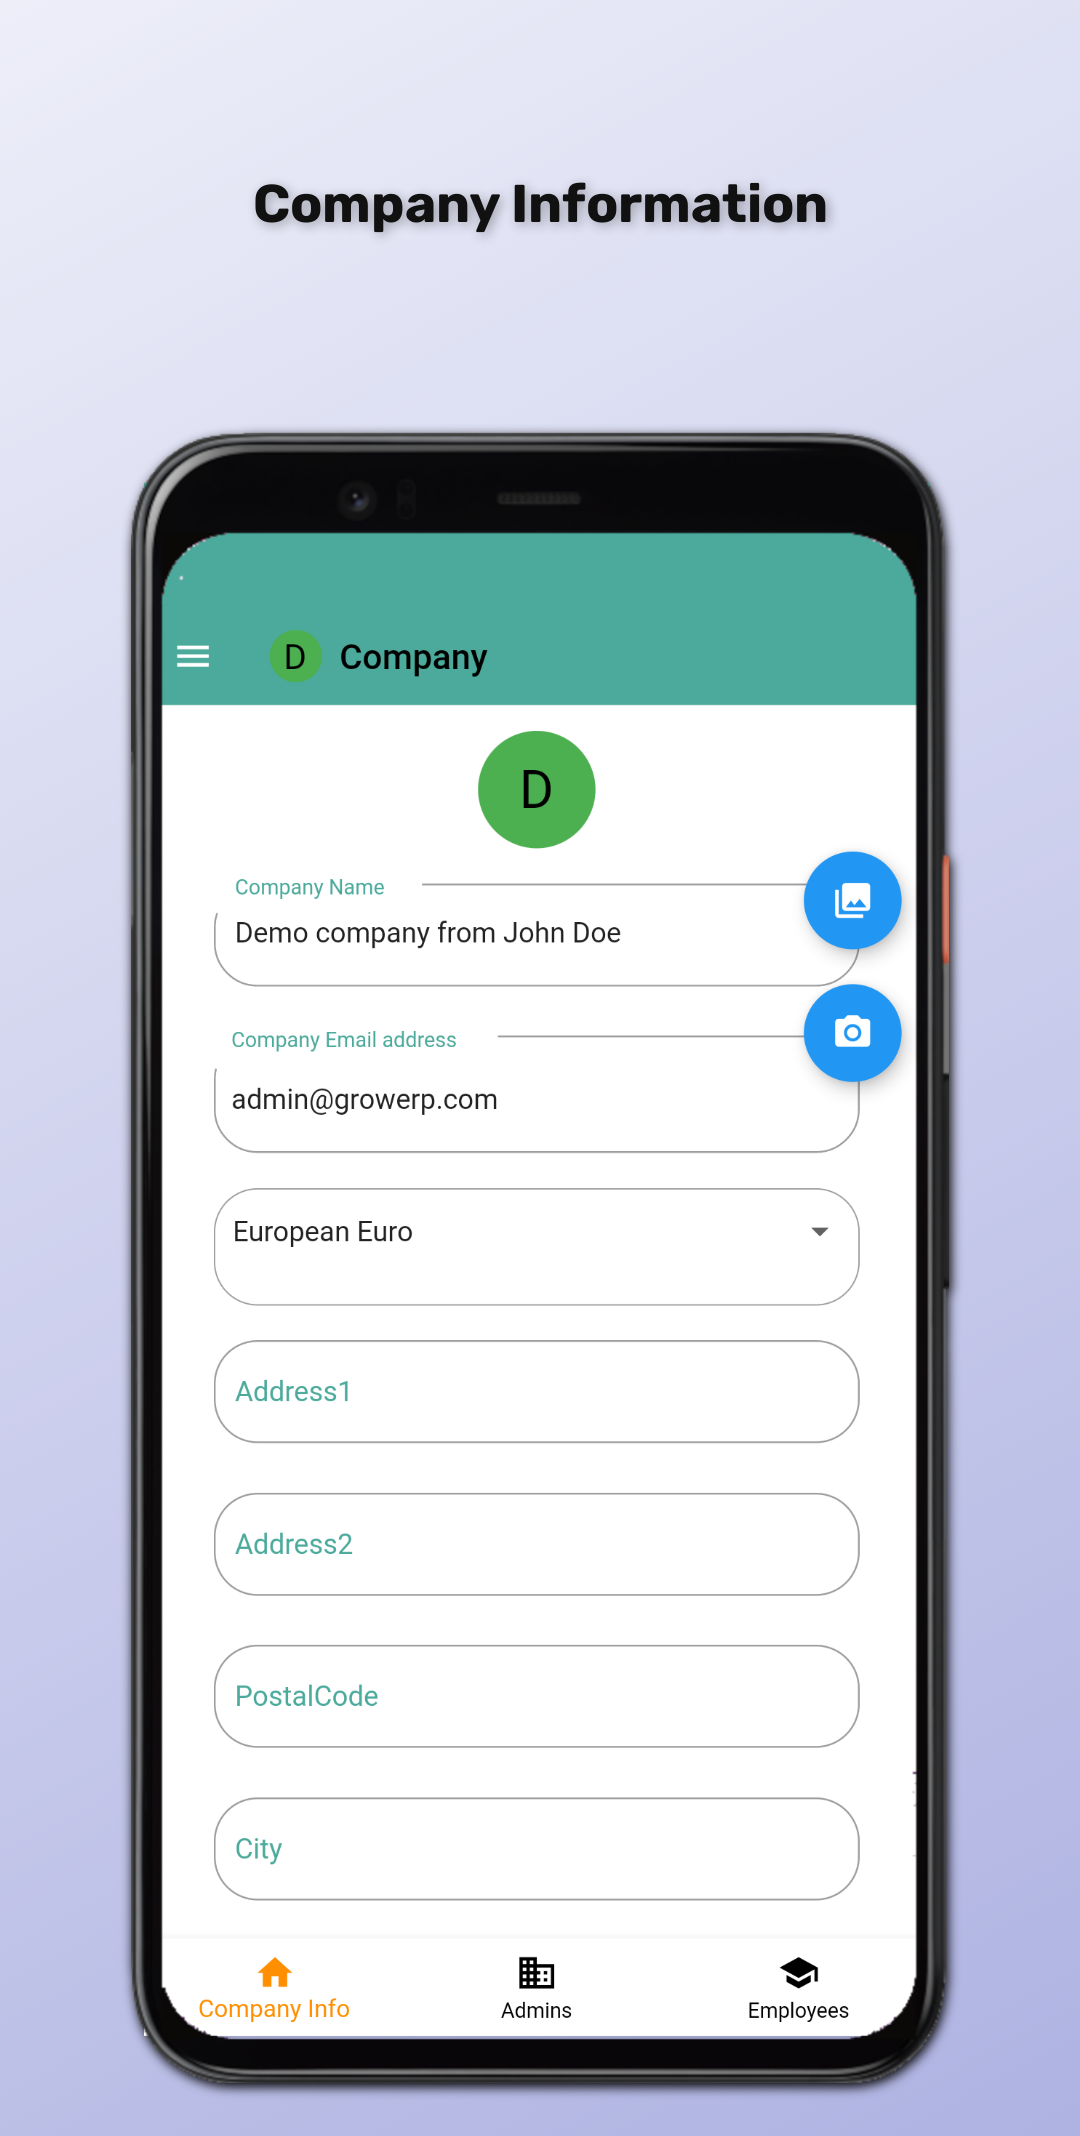 Company Information
D Company
D
Company Name
Demo company from John Doe
Company Email address
admin@growerp.com
European Euro
Address1
Address2
PostalCode
City
Company Info Admins Employees